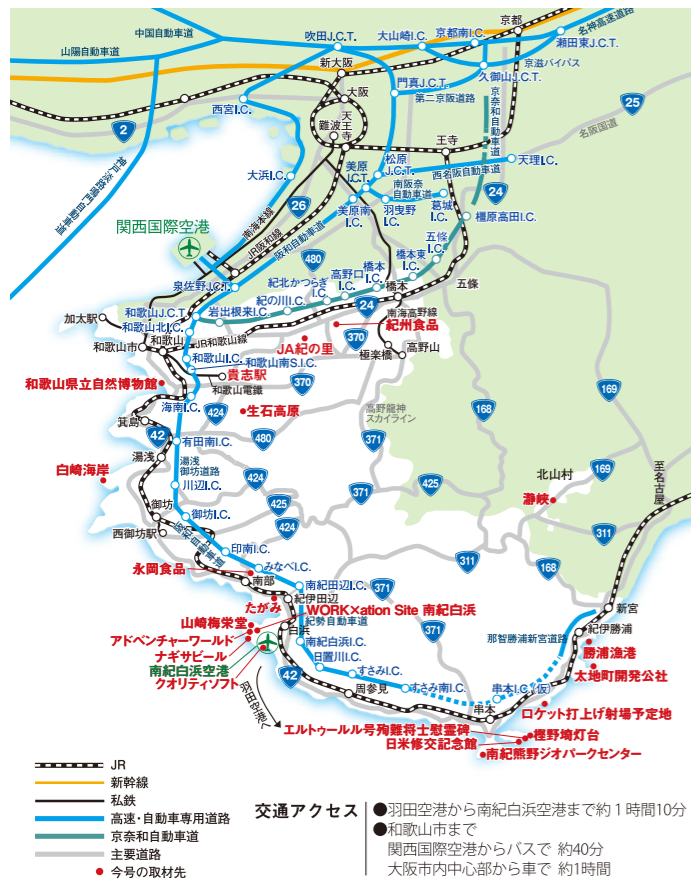 京都
名神高速道路
中国自動車道
吹田J.C.T.
大山崎I.C.
京都南I.C.
瀬田東J.C.T.
山陽自動車道
京滋バイパス
新大阪
久御山J.C.T.
門真J.C.T.
大阪
第二京阪道路
京奈和自動車道
西宮I.C.
25
2
天王寺
難波
名阪国道
王寺
松原J.C.T.
天理I.C.
美原J.C.T.
西名阪自動車道
大浜I.C.
南阪奈自動車道
24
神戸淡路鳴門自動車道
26
美原南I.C.
羽曳野I.C.
葛城I.C.
橿原高田I.C.
関西国際空港
南海本線
JR阪和線
阪和自動車道
480
五條I.C.
橋本東I.C.
橋本I.C.
高野口I.C.
紀北かつらぎI.C.
泉佐野J.C.T.
紀の川I.C.
橋本
五條
和歌山J.C.T.
岩出根来I.C.
24
加太駅
和歌山北I.C.
南海高野線
紀州食品
和歌山
JR和歌山線
JA紀の里
370
和歌山市
極楽橋
高野山
和歌山I.C.
和歌山南S.I.C.
貴志駅
和歌山県立自然博物館
和歌山電鐵
370
169
海南I.C.
424
生石高原
高野龍神スカイライン
168
箕島
42
有田南I.C.
480
371
湯浅
湯浅御坊道路
白崎海岸
424
425
北山村
169
至名古屋
川辺I.C.
371
425
瀞峡
御坊
御坊I.C.
424
西御坊駅
阪和自動車道
311
印南I.C.
みなべI.C.
311
168
永岡食品
南部
南紀田辺I.C.
371
たがみ
紀伊田辺
新宮
WORK×ation Site 南紀白浜
山崎梅栄堂
紀勢自動車道
アドベンチャーワールド
白浜
371
那智勝浦新宮道路
紀伊勝浦
ナギサビール
南紀白浜I.C.
勝浦漁港
南紀白浜空港
日置川I.C.
クオリティソフト
すさみI.C.
太地町開発公社
42
すさみ南I.C.
串本I.C.(仮)
羽田空港へ
周参見
ロケット打上げ射場予定地
串本
エルトゥールル号殉難将士慰霊碑
樫野埼灯台
日米修交記念館
南紀熊野ジオパークセンター
JR
新幹線
私鉄
高速・自動車専用道路
京奈和自動車道
主要道路
今号の取材先
交通アクセス
●羽田空港から南紀白浜空港まで約1時間10分
●和歌山市まで
関西国際空港からバスで 約40分
大阪市内中心部から車で 約1時間